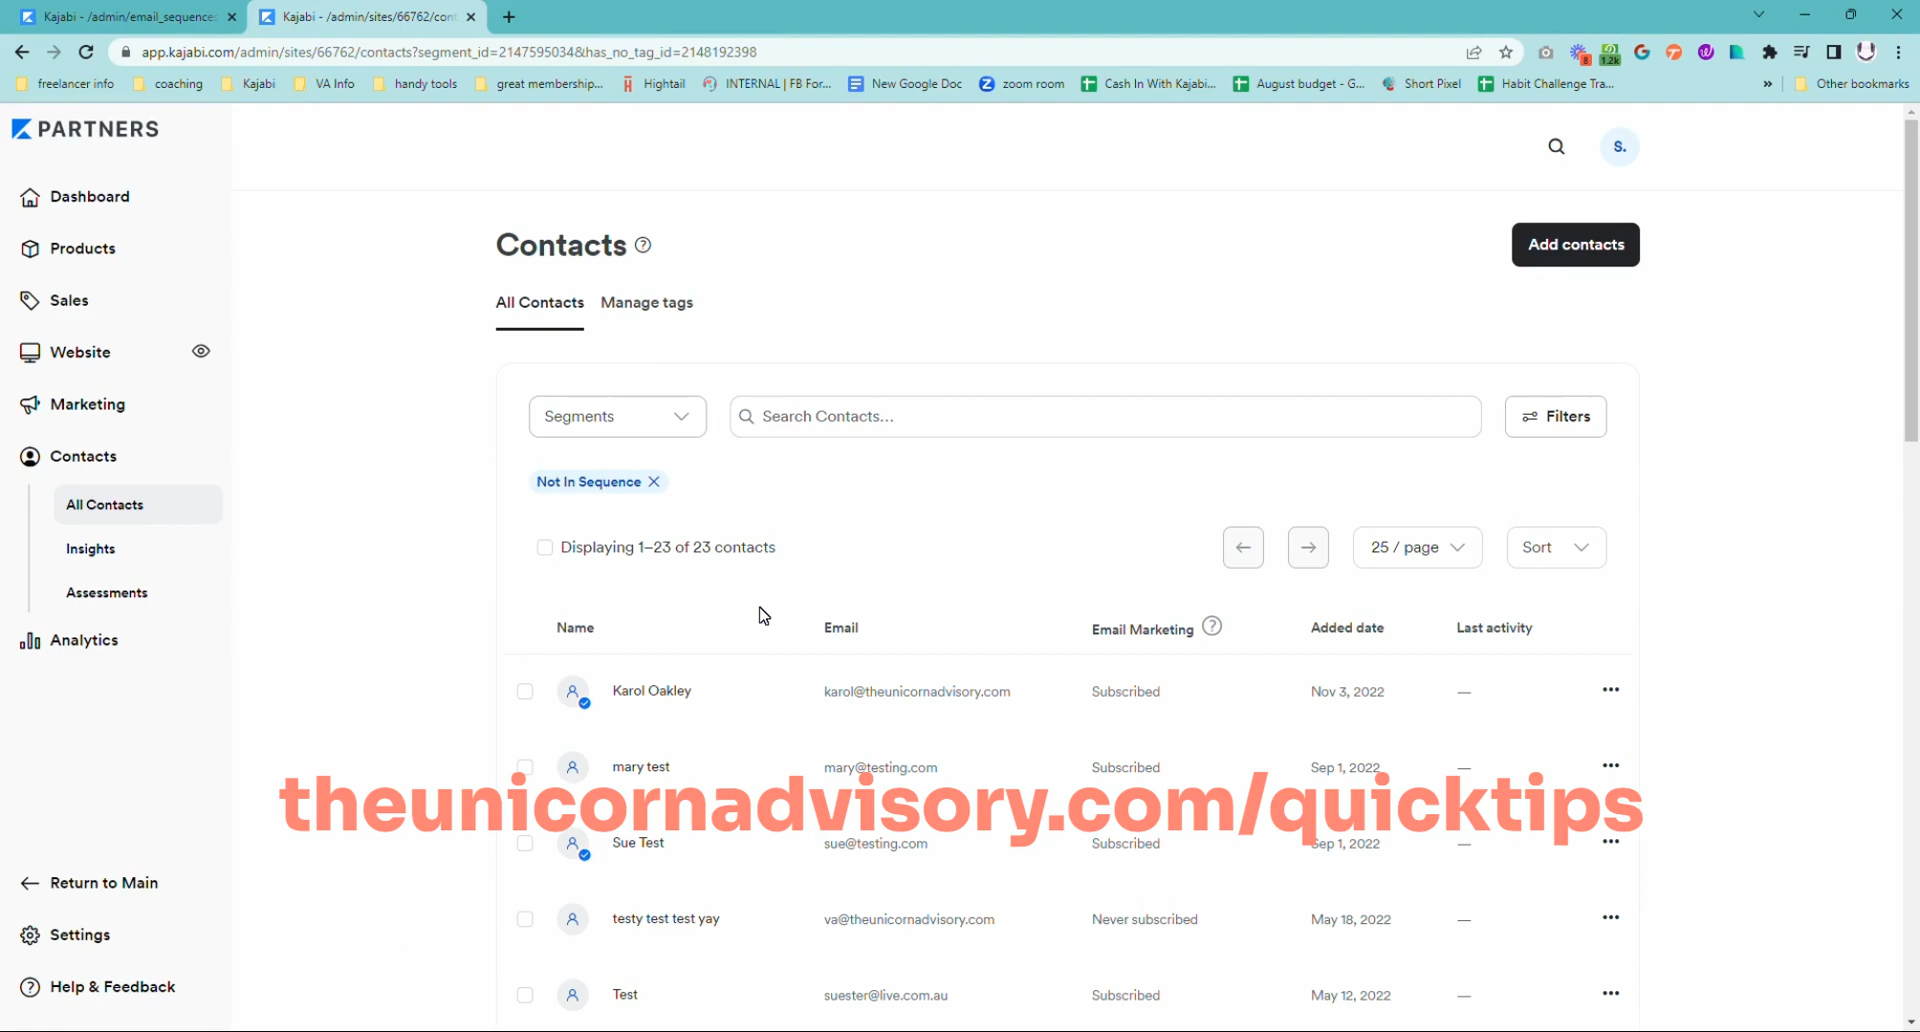 Kajabi - /admin/email_sequences
Kajabi - /admin/sites/66762/cont
app.kajabi.com/admin/sites/66762/contacts?segment_id=2147595034&has_no_tag_id=2148192398
8
1.2k
freelancer info
coaching
Kajabi
VA Info
handy tools
great membership...
Hightail
INTERNAL | FB For...
New Google Doc
zoom room
Cash In With Kajabi...
August budget - G...
Short Pixel
Habit Challenge Tra...
»
Other bookmarks
PARTNERS
S.
Dashboard
Products
Sales
Website
Marketing
Contacts
All Contacts
Insights
Assessments
Analytics
Return to Main
Settings
Help & Feedback
Contacts
Add contacts
All Contacts
Manage tags
Segments
Search Contacts...
Filters
Not In Sequence
Displaying 1–23 of 23 contacts
25 / page
Sort
Name Email Email Marketing Added date Last activity
Karol Oakley karol@theunicornadvisory.com Subscribed Nov 3, 2022 —
mary test mary@testing.com Subscribed Sep 1, 2022 —
theunicornadvisory.com/quicktips
Sue Test sue@testing.com Subscribed Sep 1, 2022 —
testy test test yay va@theunicornadvisory.com Never subscribed May 18, 2022 —
Test suester@live.com.au Subscribed May 12, 2022 —